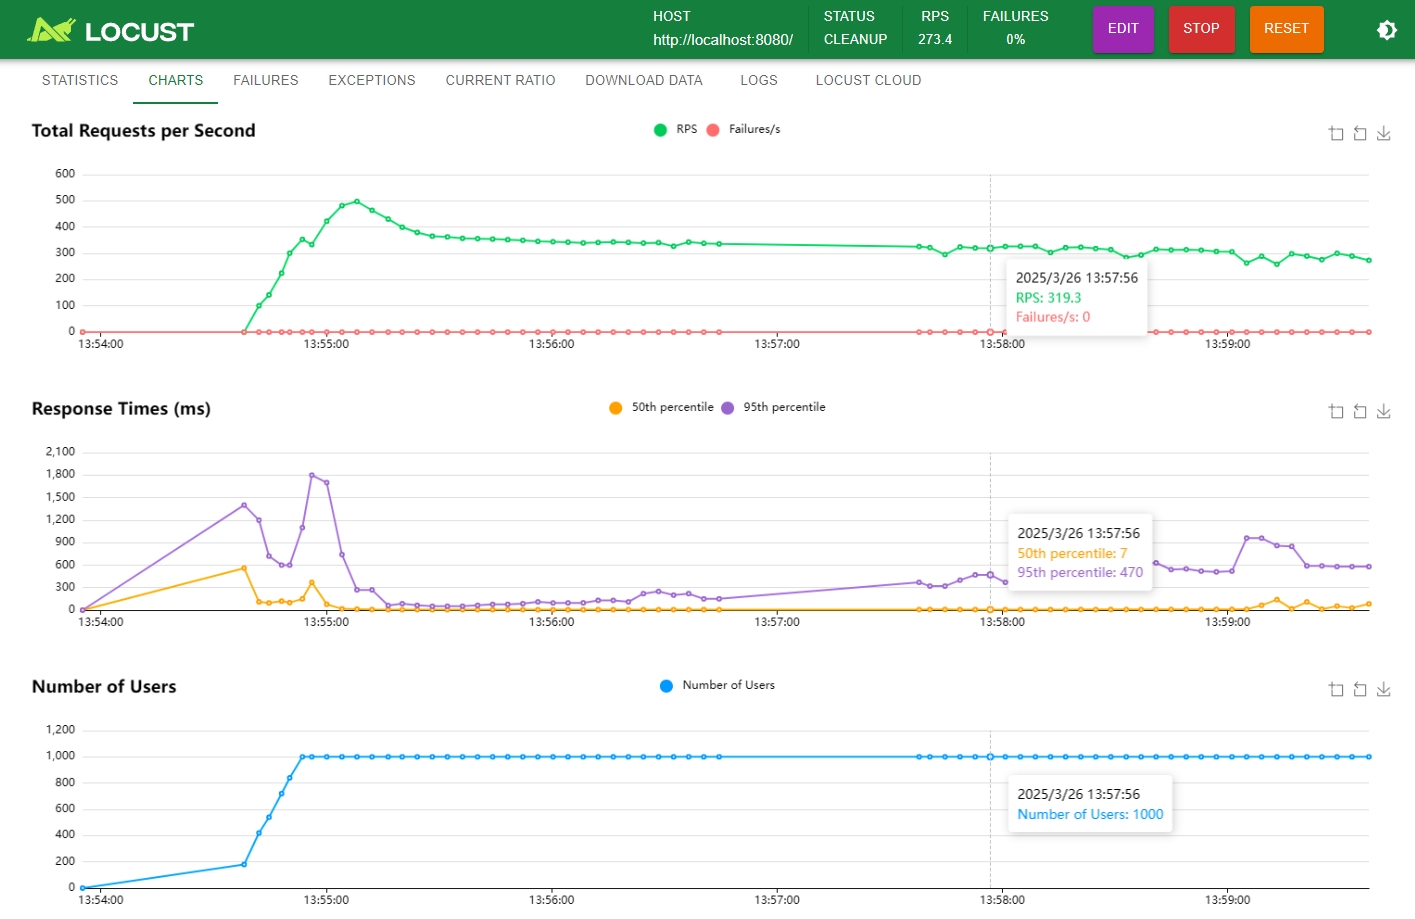 LOCUST
HOST
http://localhost:8080/
STATUS
CLEANUP
RPS
273.4
FAILURES
0%
EDIT
STOP
RESET
STATISTICS CHARTS FAILURES EXCEPTIONS CURRENT RATIO DOWNLOAD DATA LOGS LOCUST CLOUD
Total Requests per Second
RPS Failures/s
600
500
400
300
200
100
0
2025/3/26 13:57:56
RPS: 319.3
Failures/s: 0
13:54:00 13:55:00 13:56:00 13:57:00 13:58:00 13:59:00
Response Times (ms)
50th percentile 95th percentile
2,100
1,800
1,500
1,200
900
600
300
0
2025/3/26 13:57:56
50th percentile: 7
95th percentile: 470
13:54:00 13:55:00 13:56:00 13:57:00 13:58:00 13:59:00
Number of Users
Number of Users
1,200
1,000
800
600
400
200
0
2025/3/26 13:57:56
Number of Users: 1000
13:54:00 13:55:00 13:56:00 13:57:00 13:58:00 13:59:00